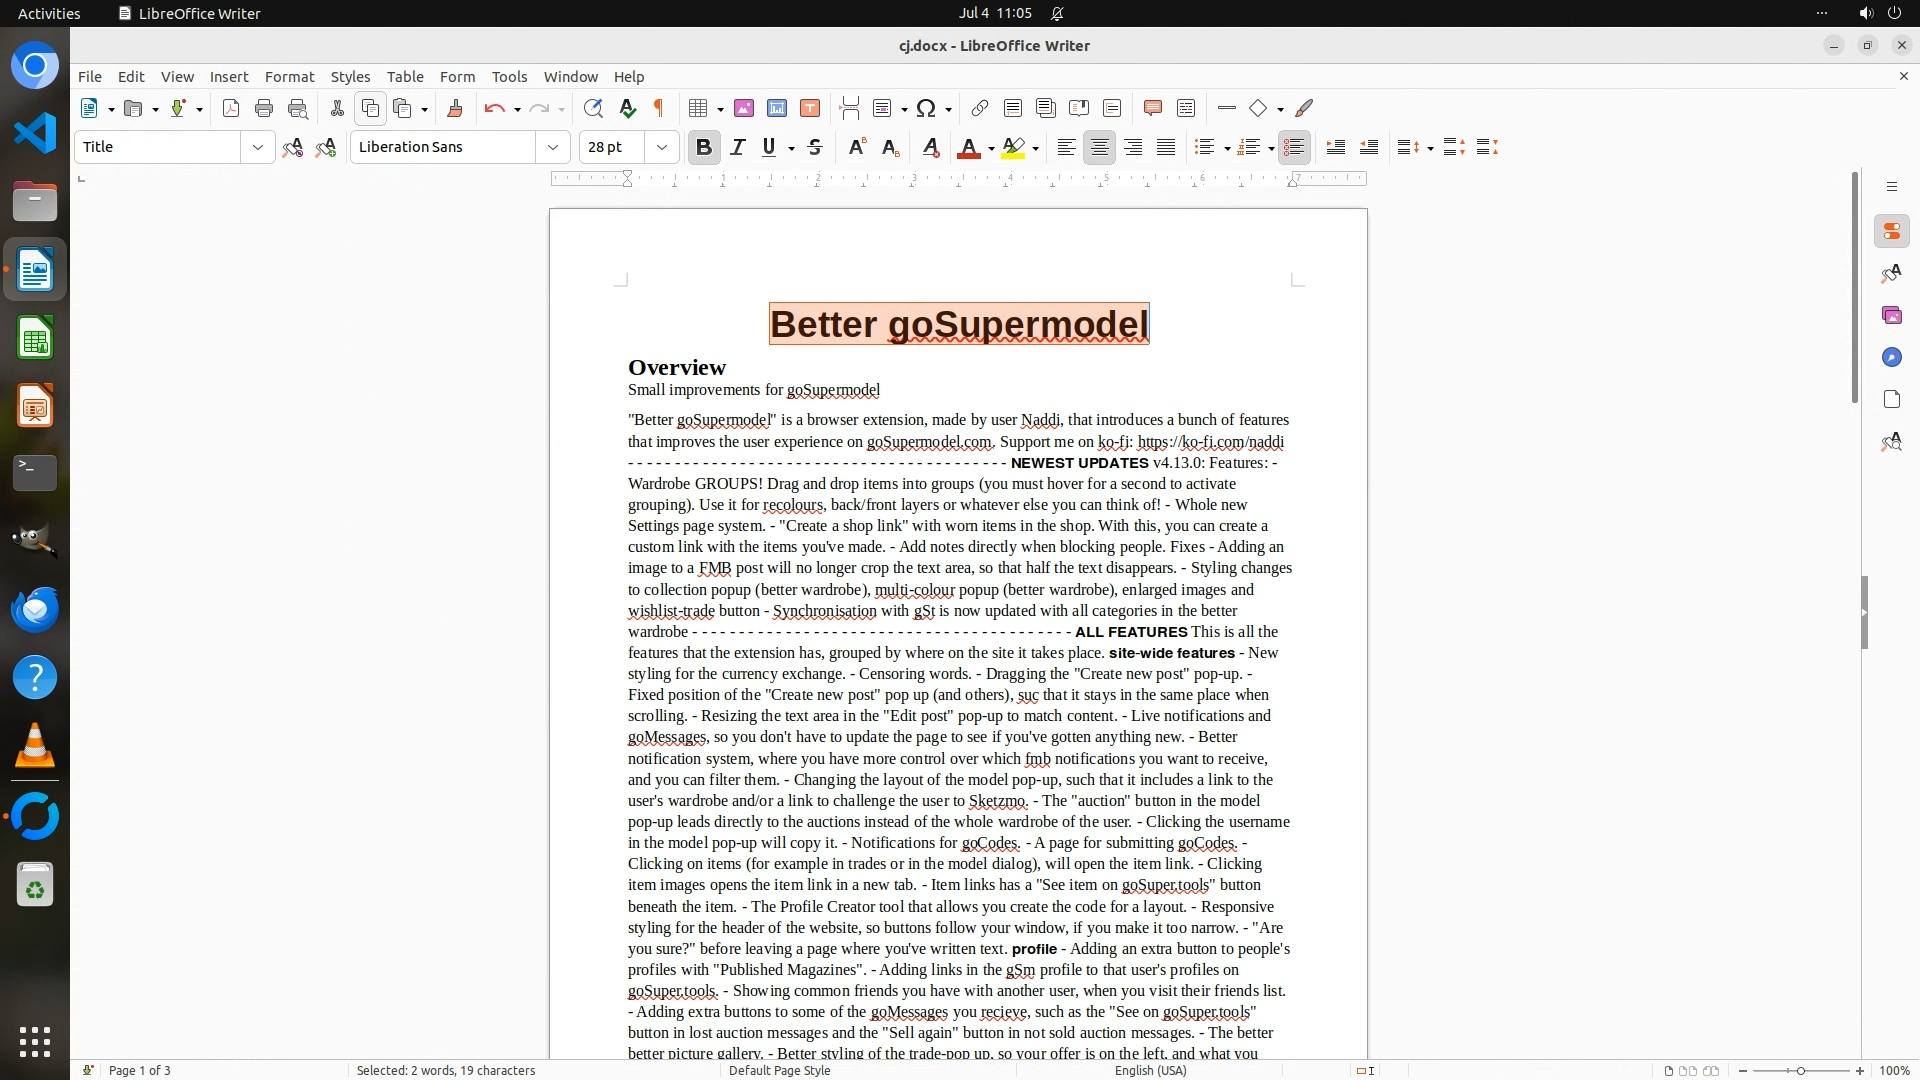 Activities
LibreOffice Writer
Jul 4  11:05
cj.docx - LibreOffice Writer
File
Edit
View
Insert
Format
Styles
Table
Form
Tools
Window
Help
Title
Liberation Sans
28 pt
1
2
3
4
5
6
7
Better goSupermodel
Overview
Small improvements for goSupermodel
"Better goSupermodel" is a browser extension, made by user Naddi, that introduces a bunch of features
that improves the user experience on goSupermodel.com. Support me on ko-fi: https://ko-fi.com/naddi
- - - - - - - - - - - - - - - - - - - - - - - - - - - - - - - - - - - - - - - - NEWEST UPDATES v4.13.0: Features: -
Wardrobe GROUPS! Drag and drop items into groups (you must hover for a second to activate
grouping). Use it for recolours, back/front layers or whatever else you can think of! - Whole new
Settings page system. - "Create a shop link" with worn items in the shop. With this, you can create a
custom link with the items you've made. - Add notes directly when blocking people. Fixes - Adding an
image to a FMB post will no longer crop the text area, so that half the text disappears. - Styling changes
to collection popup (better wardrobe), multi-colour popup (better wardrobe), enlarged images and
wishlist-trade button - Synchronisation with gSt is now updated with all categories in the better
wardrobe - - - - - - - - - - - - - - - - - - - - - - - - - - - - - - - - - - - - - - - - ALL FEATURES This is all the
features that the extension has, grouped by where on the site it takes place. site-wide features - New
styling for the currency exchange. - Censoring words. - Dragging the "Create new post" pop-up. -
Fixed position of the "Create new post" pop up (and others), suc that it stays in the same place when
scrolling. - Resizing the text area in the "Edit post" pop-up to match content. - Live notifications and
goMessages, so you don't have to update the page to see if you've gotten anything new. - Better
notification system, where you have more control over which fmb notifications you want to receive,
and you can filter them. - Changing the layout of the model pop-up, such that it includes a link to the
user's wardrobe and/or a link to challenge the user to Sketzmo. - The "auction" button in the model
pop-up leads directly to the auctions instead of the whole wardrobe of the user. - Clicking the username
in the model pop-up will copy it. - Notifications for goCodes. - A page for submitting goCodes. -
Clicking on items (for example in trades or in the model dialog), will open the item link. - Clicking
item images opens the item link in a new tab. - Item links has a "See item on goSuper.tools" button
beneath the item. - The Profile Creator tool that allows you create the code for a layout. - Responsive
styling for the header of the website, so buttons follow your window, if you make it too narrow. - "Are
you sure?" before leaving a page where you've written text. profile - Adding an extra button to people's
profiles with "Published Magazines". - Adding links in the gSm profile to that user's profiles on
goSuper.tools. - Showing common friends you have with another user, when you visit their friends list.
- Adding extra buttons to some of the goMessages you recieve, such as the "See on goSuper.tools"
button in lost auction messages and the "Sell again" button in not sold auction messages. - The better
better picture gallery. - Better styling of the trade-pop up, so your offer is on the left, and what you
Page 1 of 3
Selected: 2 words, 19 characters
Default Page Style
English (USA)
100%